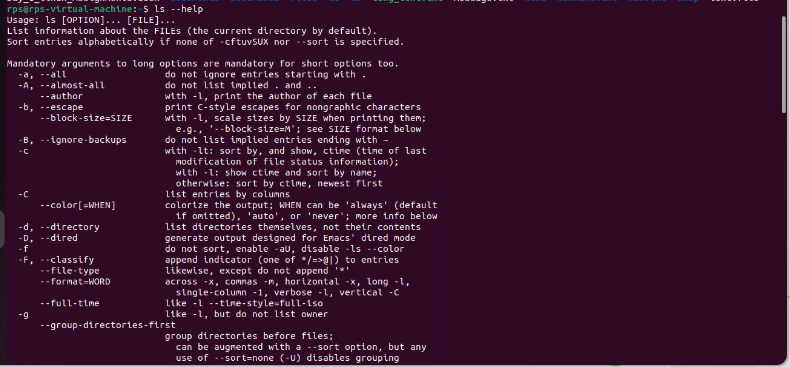 rps@rps-virtual-machine:~$ ls --help
Usage: ls [OPTION]... [FILE]...
List information about the FILEs (the current directory by default).
Sort entries alphabetically if none of -cftuvSUX nor --sort is specified.

Mandatory arguments to long options are mandatory for short options too.
  -a, --all                  do not ignore entries starting with .
  -A, --almost-all           do not list implied . and ..
      --author               with -l, print the author of each file
  -b, --escape               print C-style escapes for nongraphic characters
      --block-size=SIZE      with -l, scale sizes by SIZE when printing them;
                               e.g., '--block-size=M'; see SIZE format below
  -B, --ignore-backups       do not list implied entries ending with ~
  -c                         with -lt: sort by, and show, ctime (time of last
                               modification of file status information);
                               with -l: show ctime and sort by name;
                               otherwise: sort by ctime, newest first
  -C                         list entries by columns
      --color[=WHEN]         colorize the output; WHEN can be 'always' (default
                               if omitted), 'auto', or 'never'; more info below
  -d, --directory            list directories themselves, not their contents
  -D, --dired                generate output designed for Emacs' dired mode
  -f                         do not sort, enable -aU, disable -ls --color
  -F, --classify             append indicator (one of */=>@|) to entries
      --file-type            likewise, except do not append '*'
      --format=WORD          across -x, commas -m, horizontal -x, long -l,
                               single-column -1, verbose -l, vertical -C
      --full-time            like -l --time-style=full-iso
  -g                         like -l, but do not list owner
      --group-directories-first
                             group directories before files;
                               can be augmented with a --sort option, but any
                               use of --sort=none (-U) disables grouping